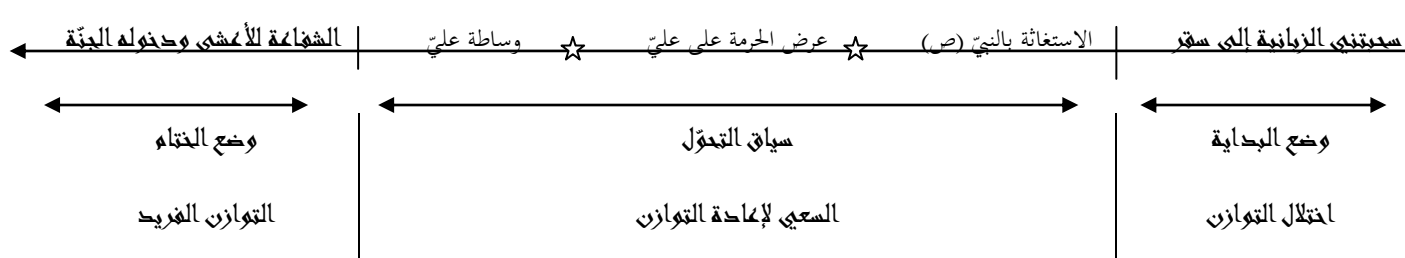 سحبتني الزبانية إلى سقر الاستغاثة بالنبيّ (ص) عرض الحرمة على عليّ وساطة عليّ الشفاعة للأعشى ودخوله الجنّة
وضع البداية سياق التحوّل وضع الختام
اختلال التوازن السعي لإعادة التوازن التوازن الفريد